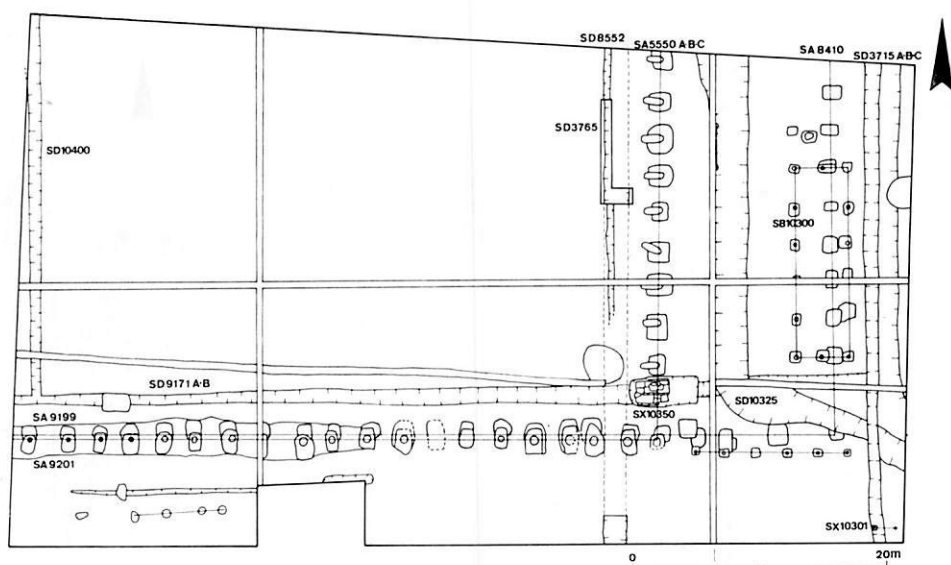 SD8552
SA5550 A·B·C
SA8410
SD3715 A·B·C
SD3765
SD10400
SB10300
SD9171 A·B
SA9199
SX10350
SD10325
SA9201
SX10301
0
20m